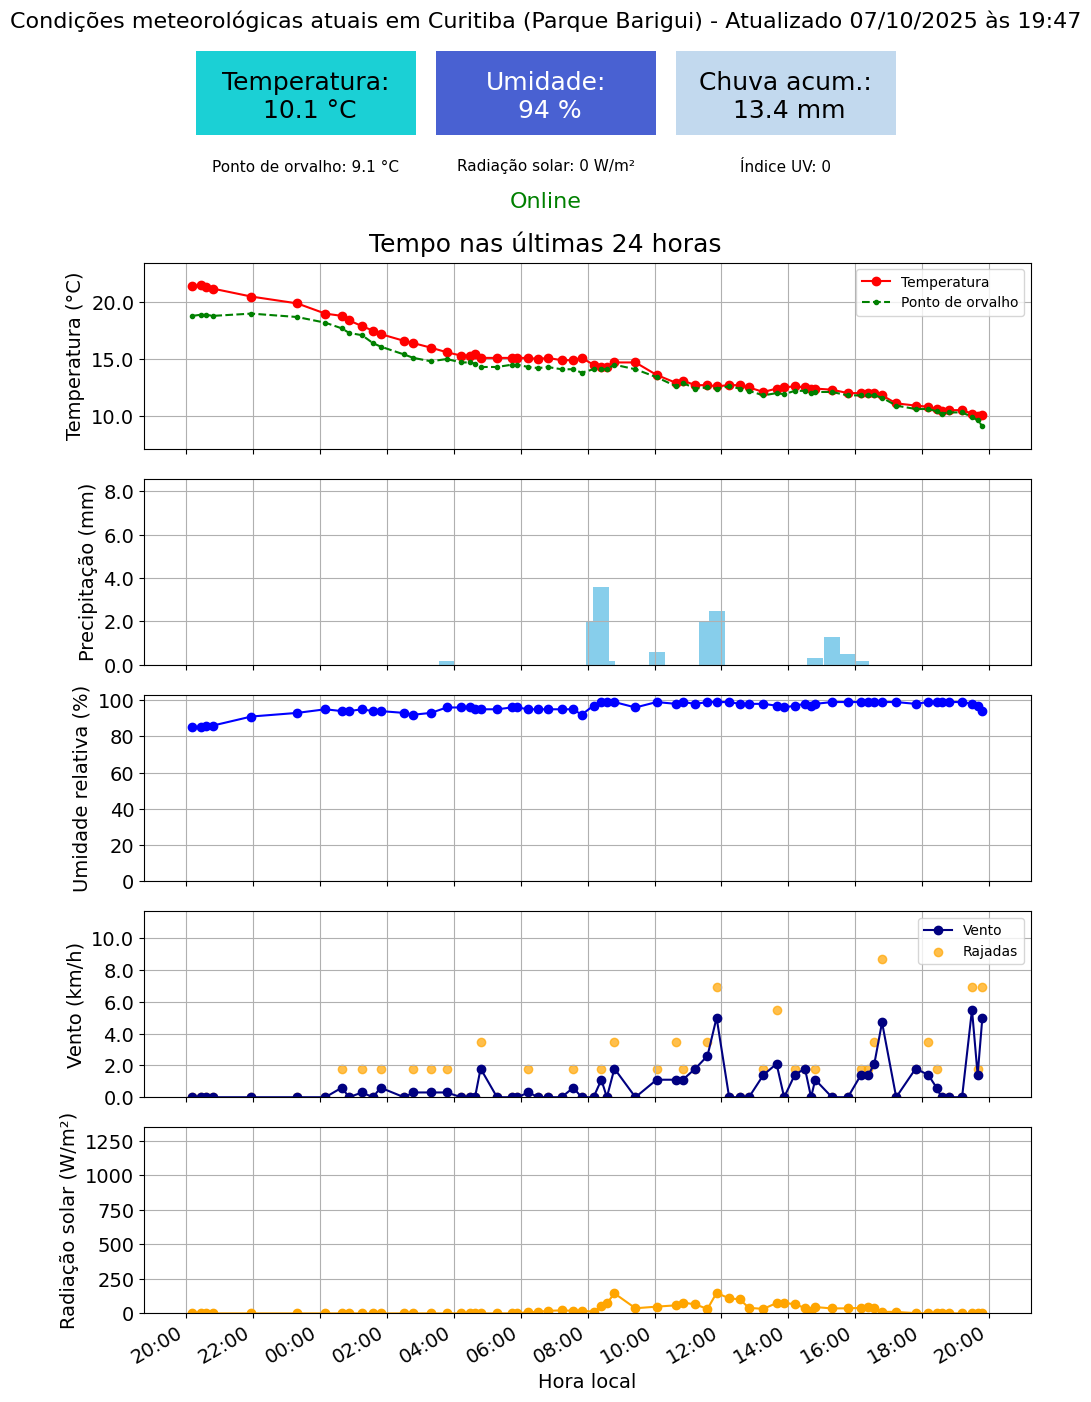 Condições meteorológicas atuais em Curitiba (Parque Barigui) - Atualizado 07/10/2025 às 19:47
Temperatura:
10.1 °C
Umidade:
94 %
Chuva acum.:
13.4 mm
Ponto de orvalho: 9.1 °C
Radiação solar: 0 W/m²
Índice UV: 0
Online
Tempo nas últimas 24 horas
Temperatura (°C)
20.0
15.0
10.0
Temperatura
Ponto de orvalho
Precipitação (mm)
8.0
6.0
4.0
2.0
0.0
Umidade relativa (%)
100
80
60
40
20
0
Vento (km/h)
10.0
8.0
6.0
4.0
2.0
0.0
Vento
Rajadas
Radiação solar (W/m²)
1250
1000
750
500
250
0
20:00
22:00
00:00
02:00
04:00
06:00
08:00
10:00
12:00
14:00
16:00
18:00
20:00
Hora local